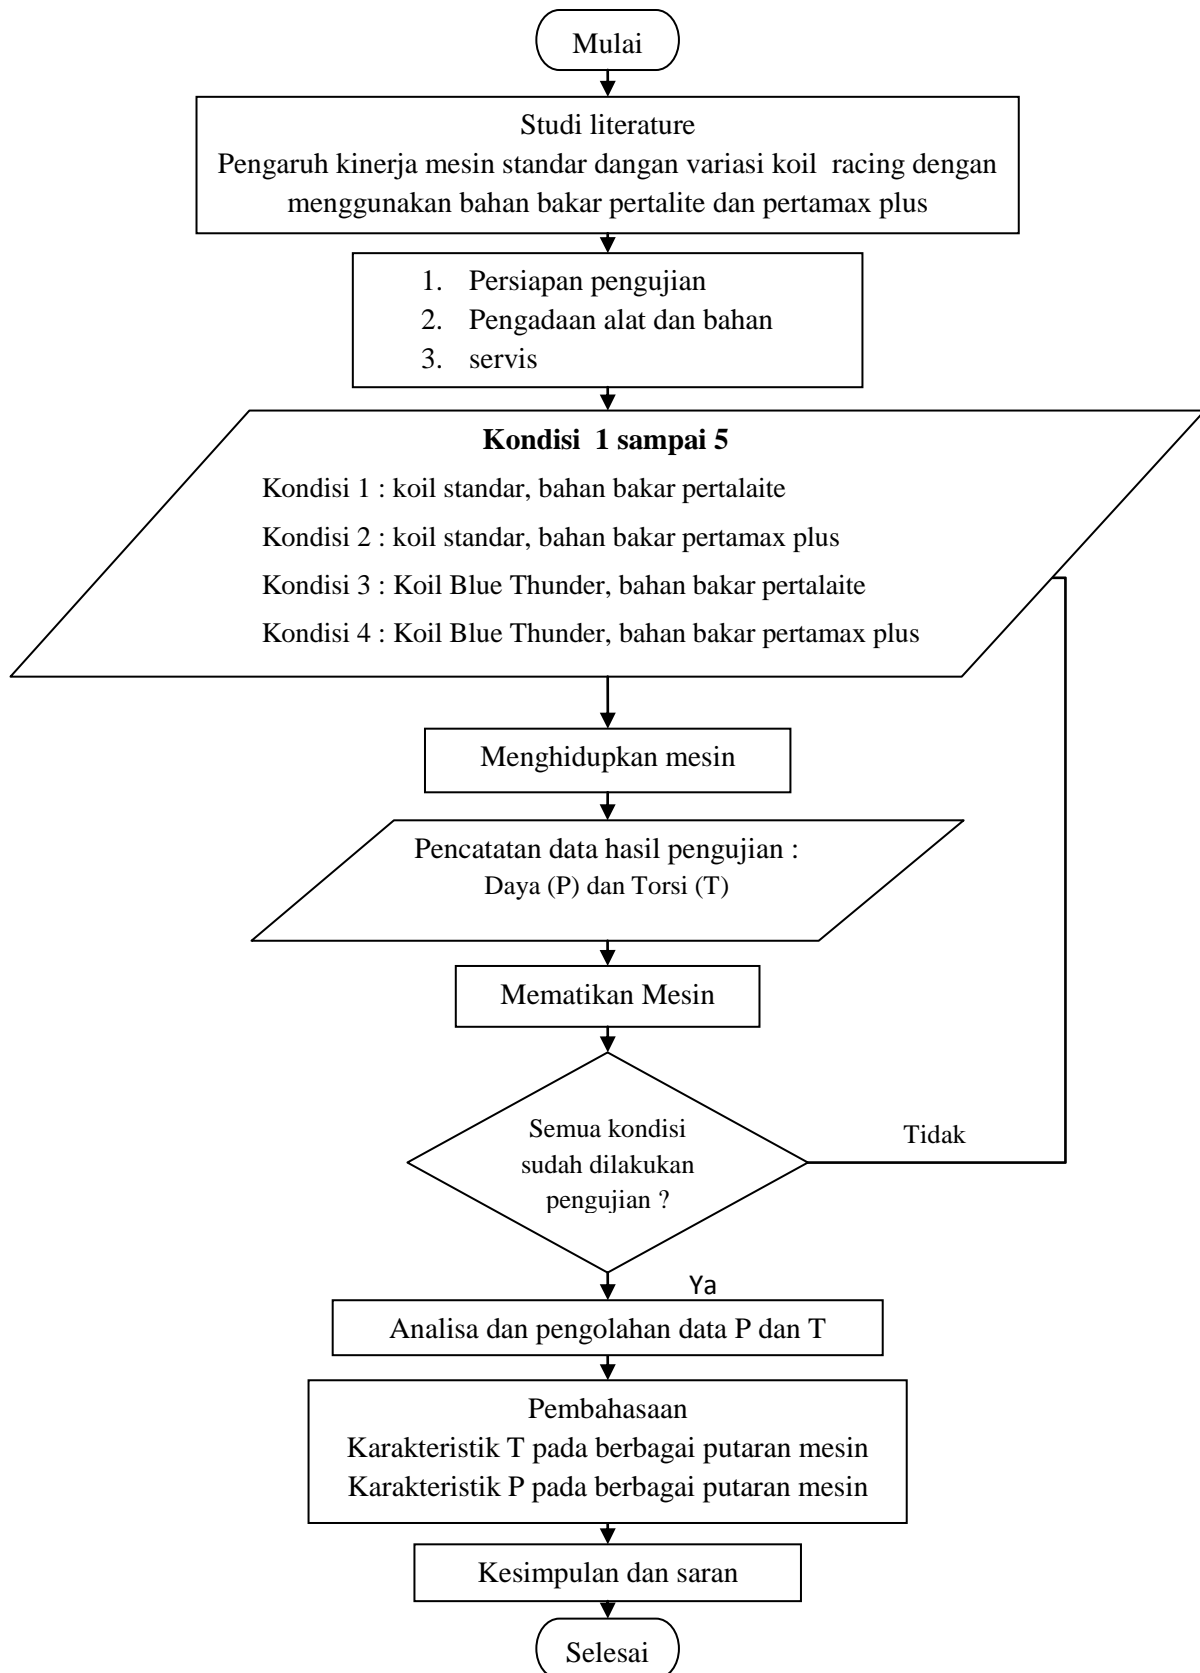 Mulai
Studi literature
Pengaruh kinerja mesin standar dangan variasi koil racing dengan
menggunakan bahan bakar pertalite dan pertamax plus
1. Persiapan pengujian
2. Pengadaan alat dan bahan
3. servis
Kondisi 1 sampai 5
Kondisi 1 : koil standar, bahan bakar pertalaite
Kondisi 2 : koil standar, bahan bakar pertamax plus
Kondisi 3 : Koil Blue Thunder, bahan bakar pertalaite
Kondisi 4 : Koil Blue Thunder, bahan bakar pertamax plus
Menghidupkan mesin
Pencatatan data hasil pengujian :
Daya (P) dan Torsi (T)
Mematikan Mesin
Semua kondisi
sudah dilakukan
pengujian ?
Tidak
Ya
Analisa dan pengolahan data P dan T
Pembahasaan
Karakteristik T pada berbagai putaran mesin
Karakteristik P pada berbagai putaran mesin
Kesimpulan dan saran
Selesai